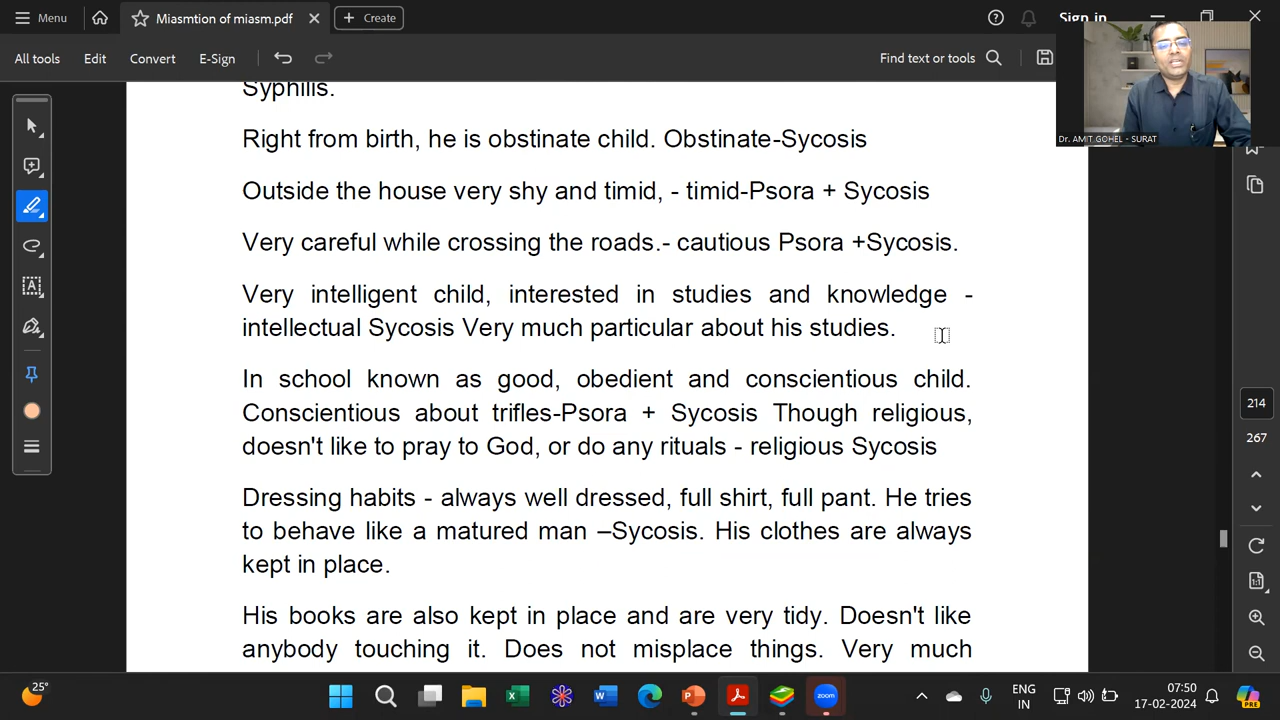 Menu
Miasmtion of miasm.pdf
Create
Sign in
All tools
Edit
Convert
E-Sign
Find text or tools
Dr. AMIT GOHEL - SURAT
Syphilis.
Right from birth, he is obstinate child. Obstinate-Sycosis
Outside the house very shy and timid, - timid-Psora + Sycosis
Very careful while crossing the roads.- cautious Psora +Sycosis.
Very intelligent child, interested in studies and knowledge -
intellectual Sycosis Very much particular about his studies.
In school known as good, obedient and conscientious child.
Conscientious about trifles-Psora + Sycosis Though religious,
doesn't like to pray to God, or do any rituals - religious Sycosis
Dressing habits - always well dressed, full shirt, full pant. He tries
to behave like a matured man –Sycosis. His clothes are always
kept in place.
His books are also kept in place and are very tidy. Doesn't like
anybody touching it. Does not misplace things. Very much
214
267
25°
ENG
IN
07:50
17-02-2024
PRE